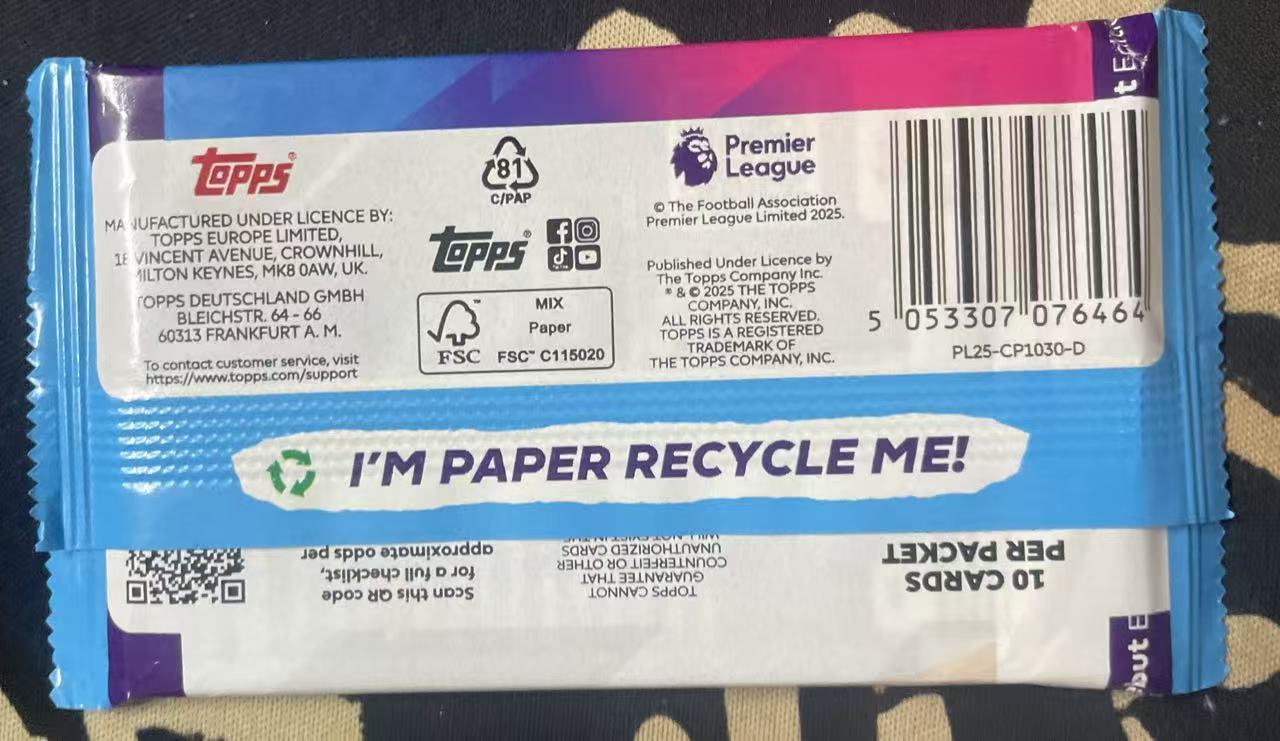 topps
MANUFACTURED UNDER LICENCE BY:
TOPPS EUROPE LIMITED,
18 VINCENT AVENUE, CROWNHILL,
MILTON KEYNES, MK8 0AW, UK.
TOPPS DEUTSCHLAND GMBH
BLEICHSTR. 64 - 66
60313 FRANKFURT A. M.
To contact customer service, visit
https://www.topps.com/support
81
C/PAP
topps
FSC
MIX
Paper
FSC™ C115020
Premier
League
© The Football Association
Premier League Limited 2025.
Published Under Licence by
The Topps Company Inc.
® & © 2025 THE TOPPS
COMPANY, INC.
ALL RIGHTS RESERVED.
TOPPS IS A REGISTERED
TRADEMARK OF
THE TOPPS COMPANY, INC.
5 053307 076464
PL25-CP1030-D
I'M PAPER RECYCLE ME!
10 CARDS
PER PACKET
TOPPS CANNOT
GUARANTEE THAT
COUNTERFEIT OR OTHER
UNAUTHORIZED CARDS
Scan this QR code
for a full checklist,
approximate odds per